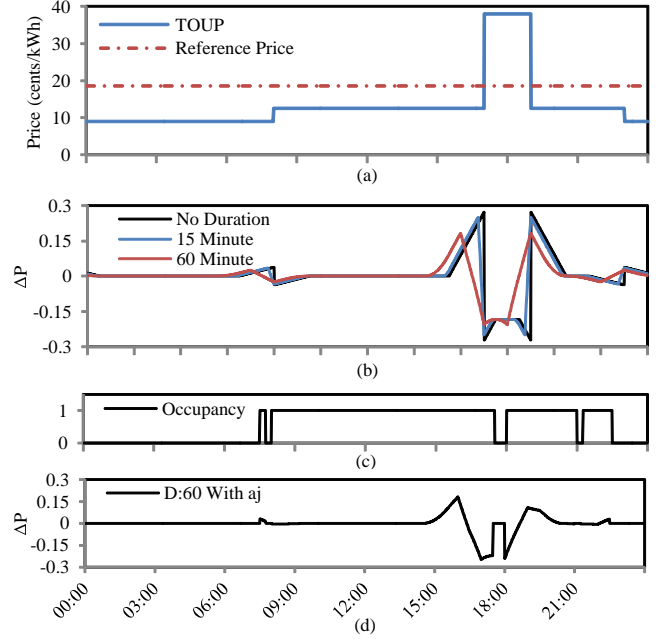 40
30
20
10
0
Price (cents/kWh)
TOUP
Reference Price
(a)
0.3
0.15
0
-0.15
-0.3
ΔP
No Duration
15 Minute
60 Minute
(b)
1
0
Occupancy
(c)
0.3
0.15
0
-0.15
-0.3
ΔP
D:60 With aj
00:00
03:00
06:00
09:00
12:00
15:00
18:00
21:00
(d)